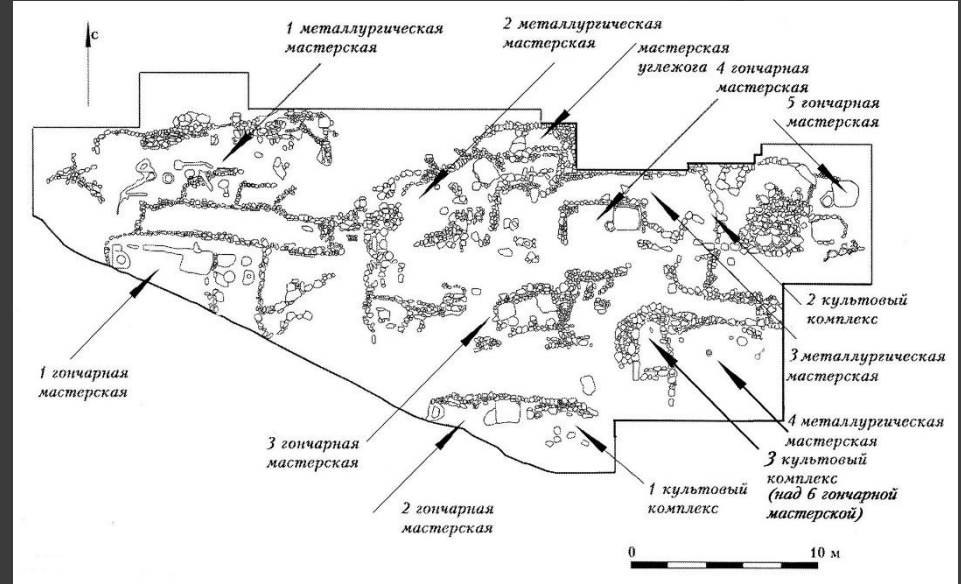 с
1 металлургическая
мастерская
2 металлургическая
мастерская
мастерская
углежога
4 гончарная
мастерская
5 гончарная
мастерская
2 культовый
комплекс
3 металлургическая
мастерская
4 металлургическая
мастерская
3 культовый
комплекс
(над 6 гончарной
мастерской)
1 культовый
комплекс
2 гончарная
мастерская
3 гончарная
мастерская
1 гончарная
мастерская
0 10 м